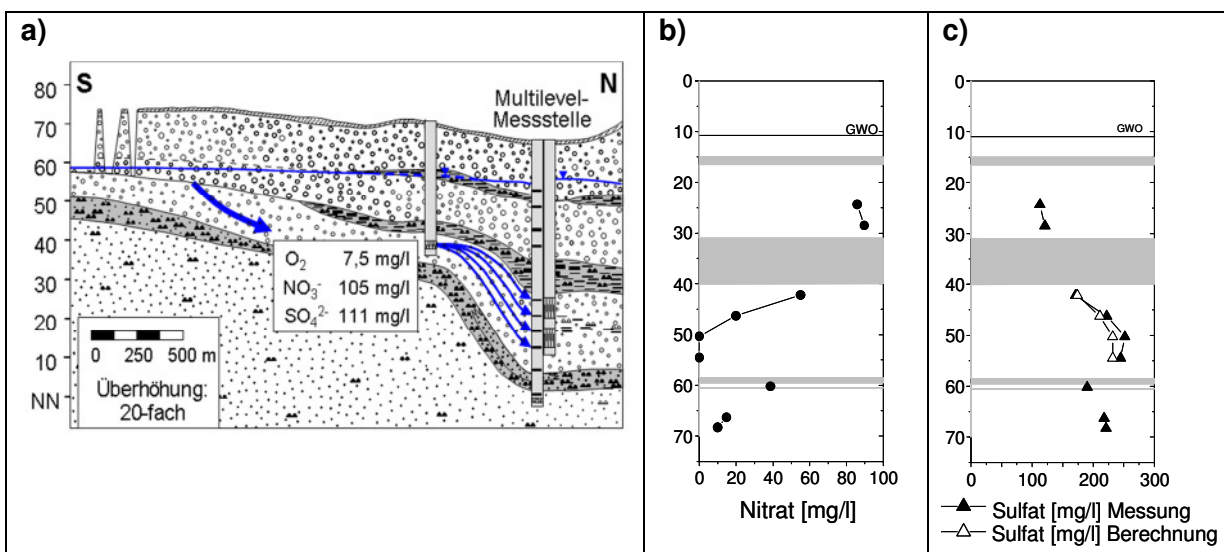 a)
S
N
Multilevel-
Messstelle
80
70
60
50
40
30
20
10
NN
O₂ 7,5 mg/l
NO₃⁻ 105 mg/l
SO₄²⁻ 111 mg/l
0 250 500 m
Überhöhung:
20-fach
b)
0
10
20
30
40
50
60
70
GWO
0 20 40 60 80 100
Nitrat [mg/l]
c)
0
10
20
30
40
50
60
70
GWO
0 100 200 300
Sulfat [mg/l] Messung
Sulfat [mg/l] Berechnung